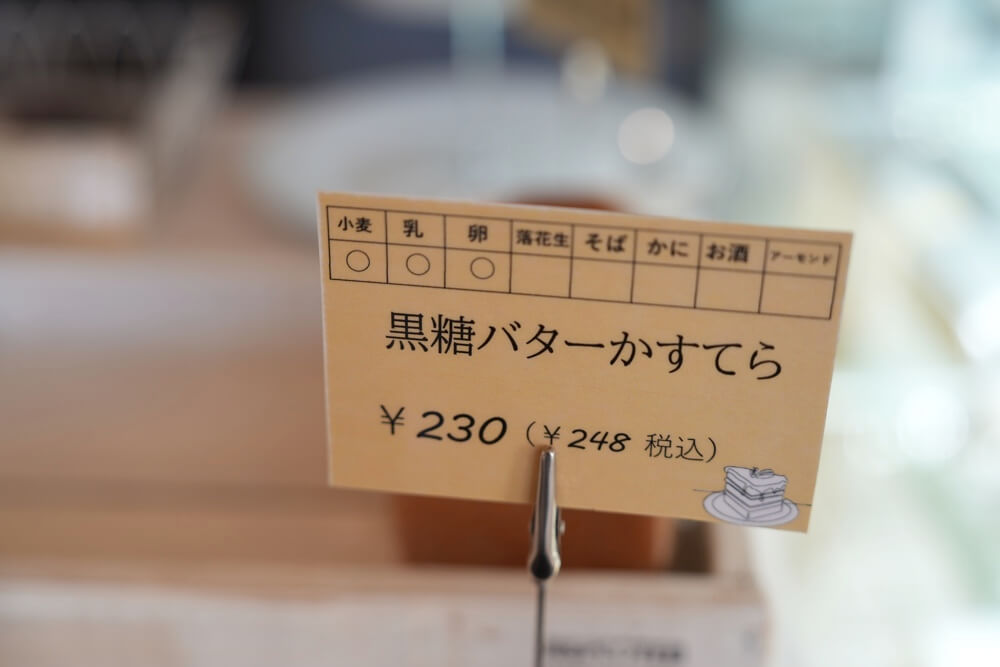 小麦 乳 卵 落花生 そば かに お酒 アーモンド
○ ○ ○
黒糖バターかすてら
¥230 (¥248 税込)